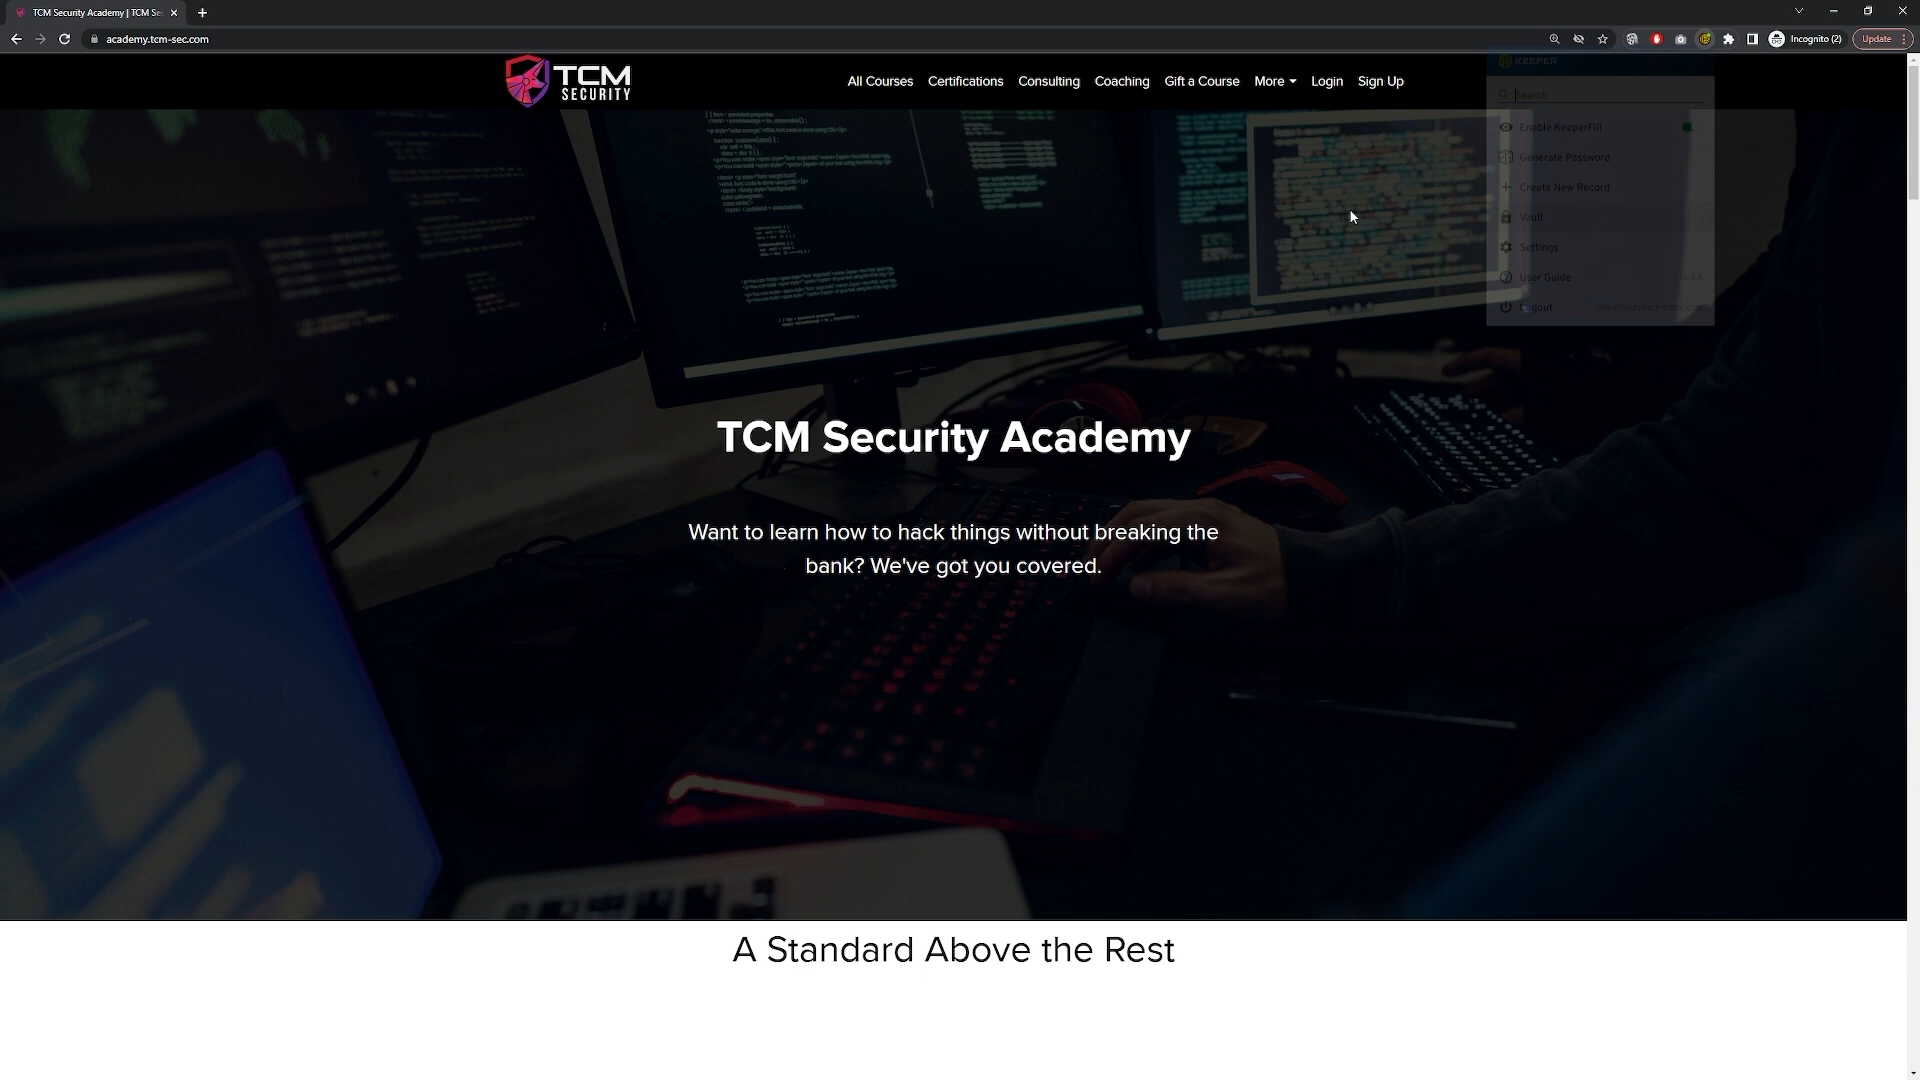 TCM Security Academy | TCM Sec
academy.tcm-sec.com
Incognito (2)
Update
TCM
SECURITY
All Courses Certifications Consulting Coaching Gift a Course More Login Sign Up
KEEPER
Search
Enable KeeperFill
Generate Password
Create New Record
Vault
Settings
User Guide
Logout
TCM Security Academy
Want to learn how to hack things without breaking the
bank? We've got you covered.
A Standard Above the Rest